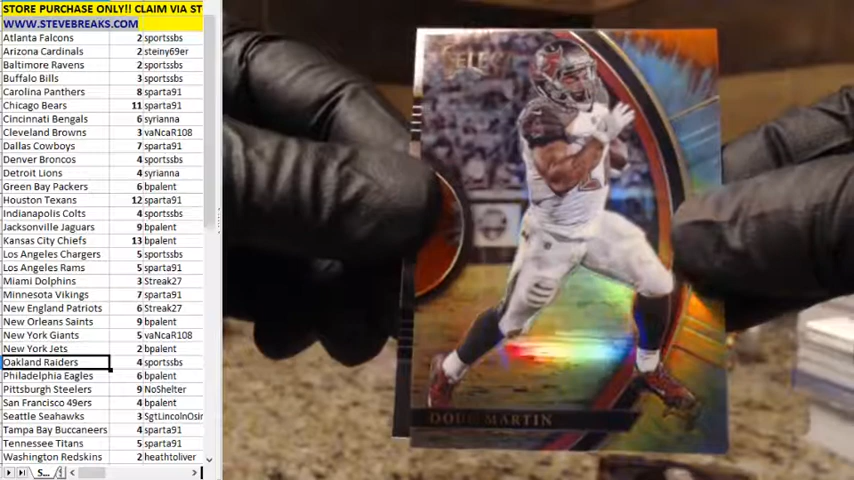 STORE PURCHASE ONLY!! CLAIM VIA ST
WWW.STEVEBREAKS.COM
Atlanta Falcons 2 sportssbs
Arizona Cardinals 2 steiny69er
Baltimore Ravens 2 sportssbs
Buffalo Bills 3 sportssbs
Carolina Panthers 8 sparta91
Chicago Bears 11 sparta91
Cincinnati Bengals 6 syrianna
Cleveland Browns 3 vaNcaR108
Dallas Cowboys 7 sparta91
Denver Broncos 4 sportssbs
Detroit Lions 4 syrianna
Green Bay Packers 6 bpalent
Houston Texans 12 sparta91
Indianapolis Colts 4 sportssbs
Jacksonville Jaguars 9 bpalent
Kansas City Chiefs 13 bpalent
Los Angeles Chargers 5 sportssbs
Los Angeles Rams 5 sparta91
Miami Dolphins 3 Streak27
Minnesota Vikings 7 sparta91
New England Patriots 6 Streak27
New Orleans Saints 9 bpalent
New York Giants 5 vaNcaR108
New York Jets 2 bpalent
Oakland Raiders 4 sportssbs
Philadelphia Eagles 6 bpalent
Pittsburgh Steelers 9 NoShelter
San Francisco 49ers 4 bpalent
Seattle Seahawks 3 SgtLincolnOsir
Tampa Bay Buccaneers 4 sparta91
Tennessee Titans 5 sparta91
Washington Redskins 2 heathtoliver
S...
SELECT
DOUG MARTIN